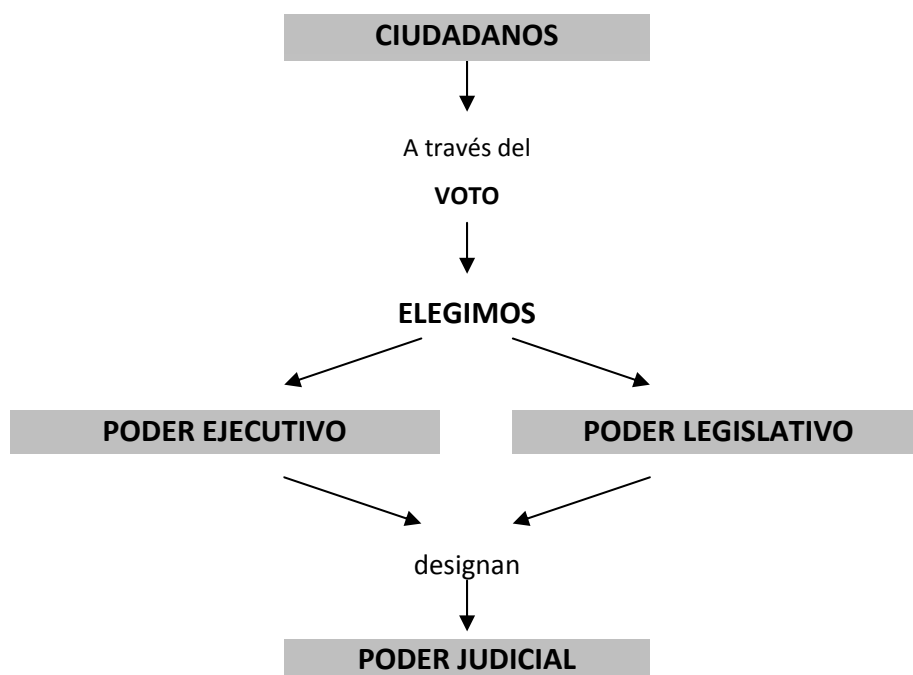 CIUDADANOS
A través del
VOTO
ELEGIMOS
PODER EJECUTIVO
PODER LEGISLATIVO
designan
PODER JUDICIAL